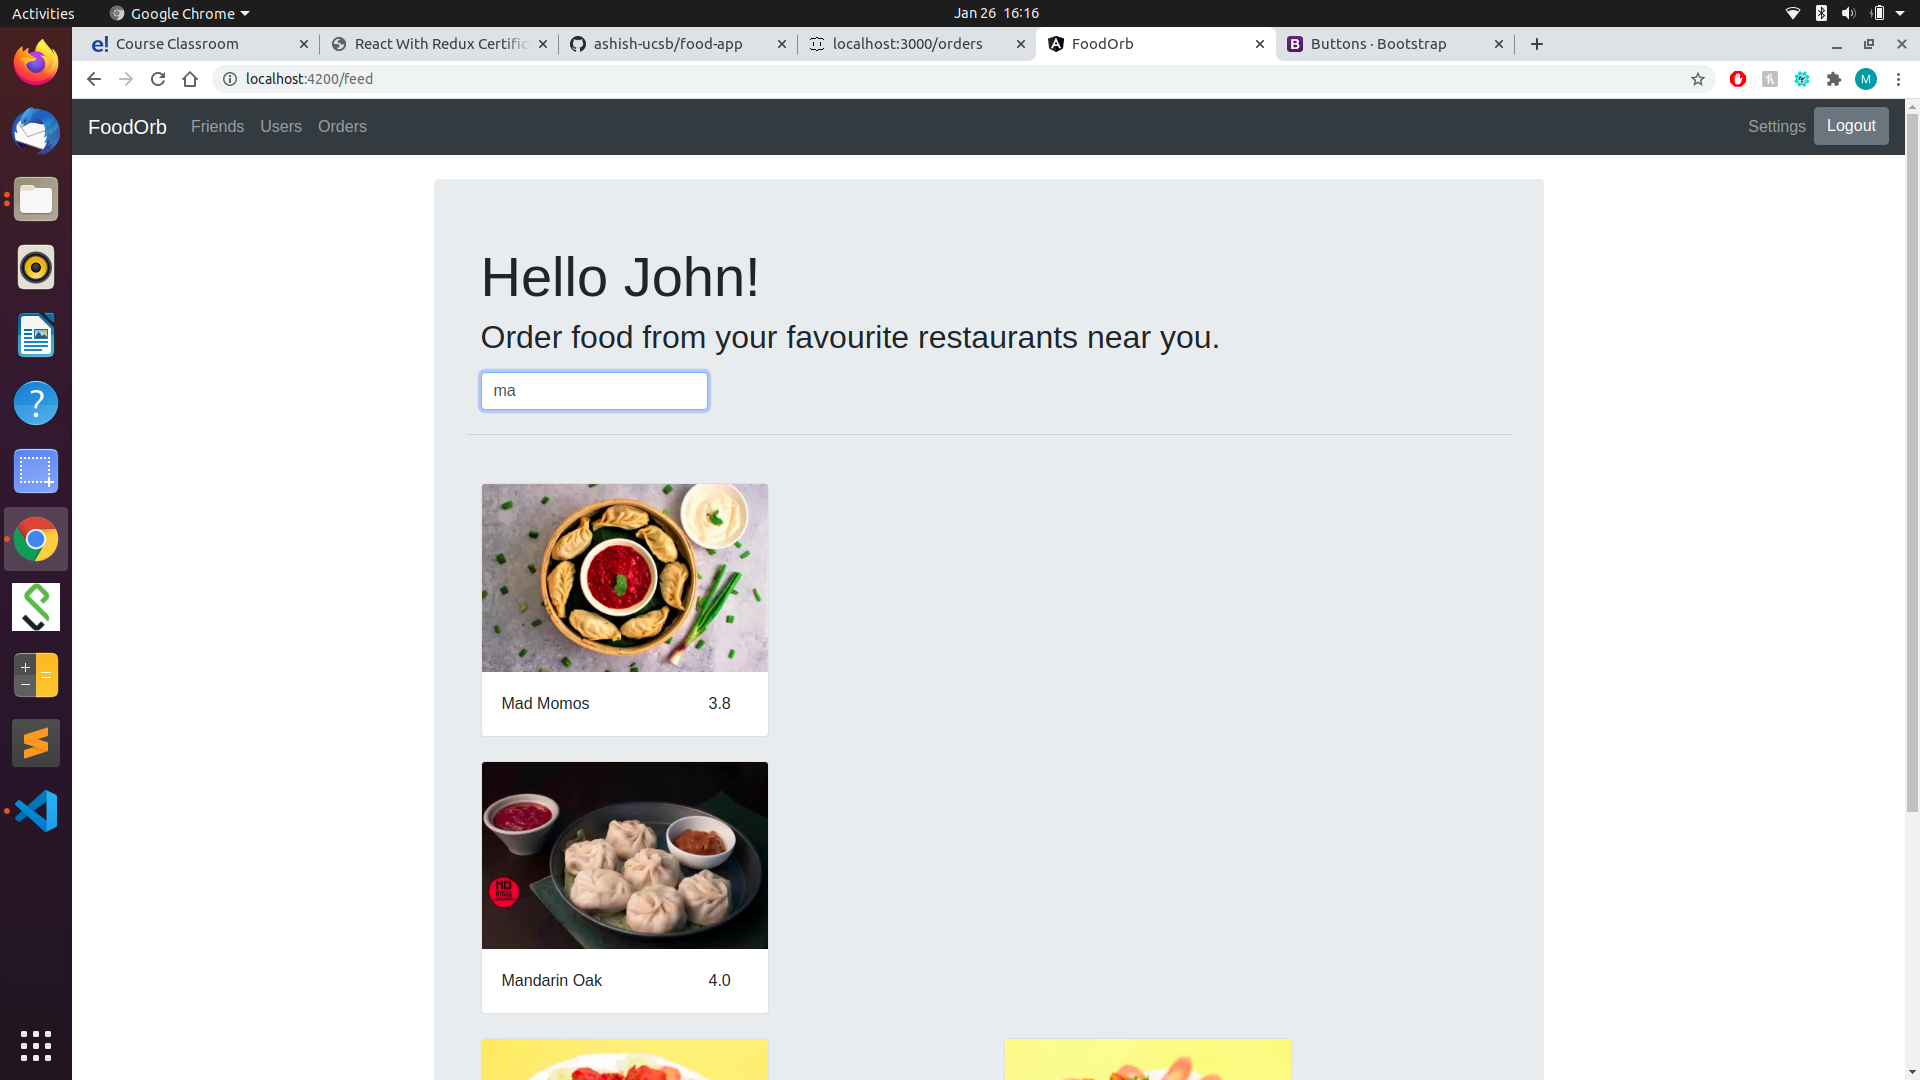 Activities
Google Chrome
Jan 26 16:16
e! Course Classroom
React With Redux Certific
ashish-ucsb/food-app
localhost:3000/orders
FoodOrb
B Buttons · Bootstrap
localhost:4200/feed
M
FoodOrb
Friends
Users
Orders
Settings
Logout
Hello John!
Order food from your favourite restaurants near you.
ma
Mad Momos
3.8
NO
MSG
Mandarin Oak
4.0